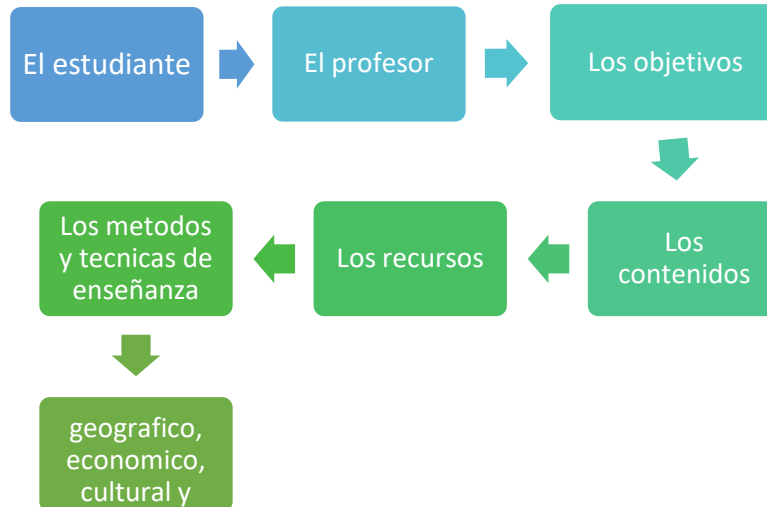 El estudiante
El profesor
Los objetivos
Los
contenidos
Los recursos
Los metodos
y tecnicas de
enseñanza
geografico,
economico,
cultural y